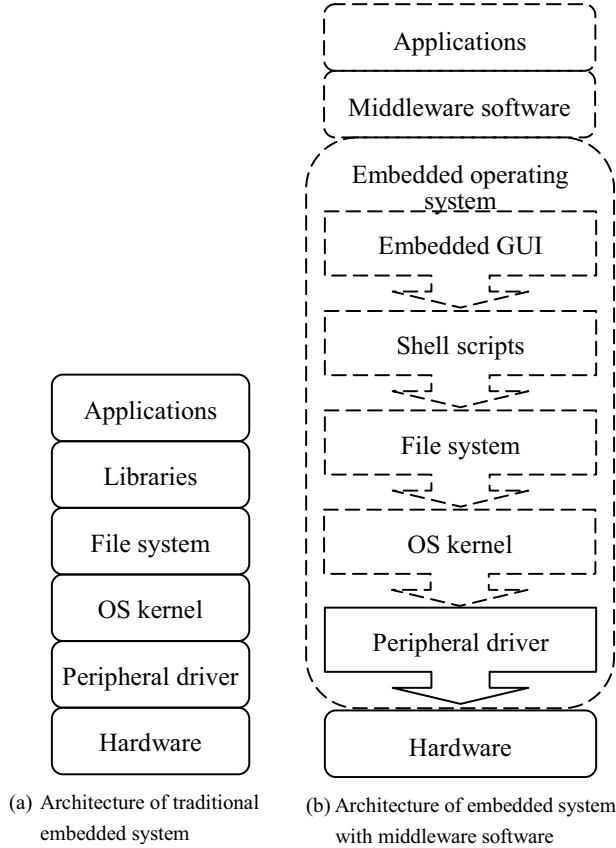 Applications
Libraries
File system
OS kernel
Peripheral driver
Hardware
(a) Architecture of traditional
embedded system
Applications
Middleware software
Embedded operating
system
Embedded GUI
Shell scripts
File system
OS kernel
Peripheral driver
Hardware
(b) Architecture of embedded system
with middleware software